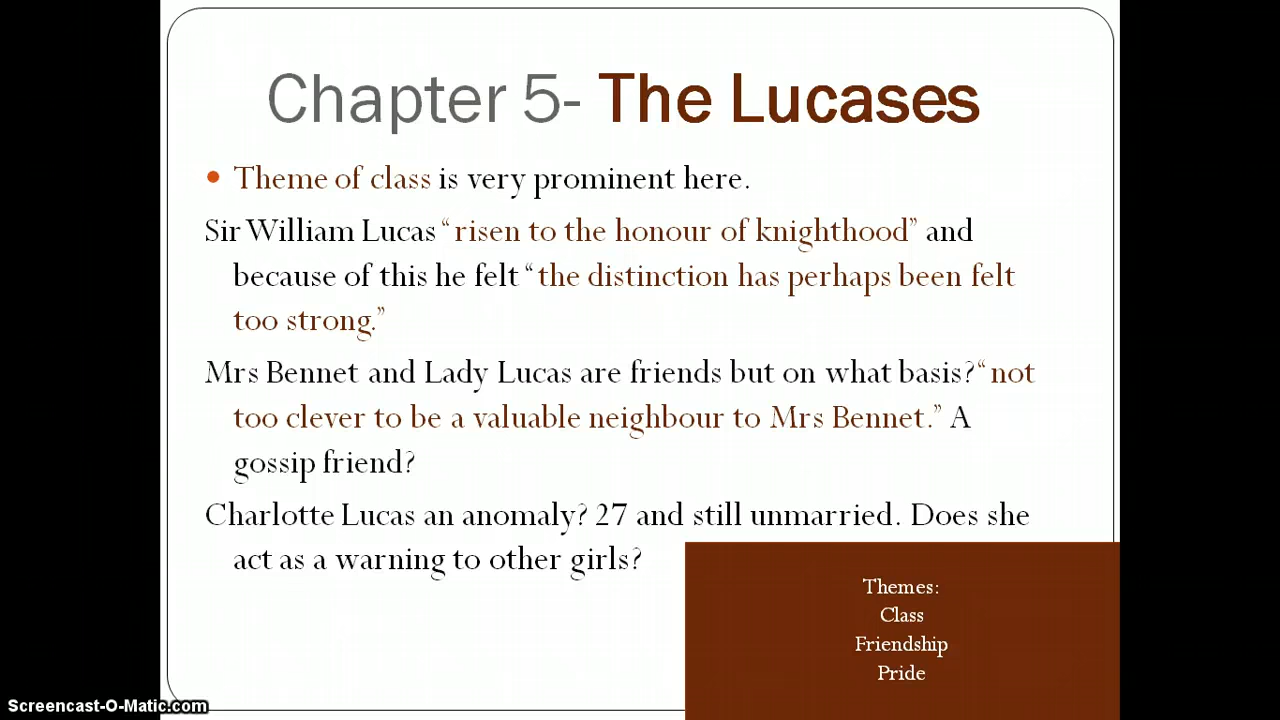 Chapter 5- The Lucases
• Theme of class is very prominent here.
Sir William Lucas “risen to the honour of knighthood” and
because of this he felt “the distinction has perhaps been felt
too strong.”
Mrs Bennet and Lady Lucas are friends but on what basis?“not
too clever to be a valuable neighbour to Mrs Bennet.” A
gossip friend?
Charlotte Lucas an anomaly? 27 and still unmarried. Does she
act as a warning to other girls?
Themes:
Class
Friendship
Pride
Screencast-O-Matic.com